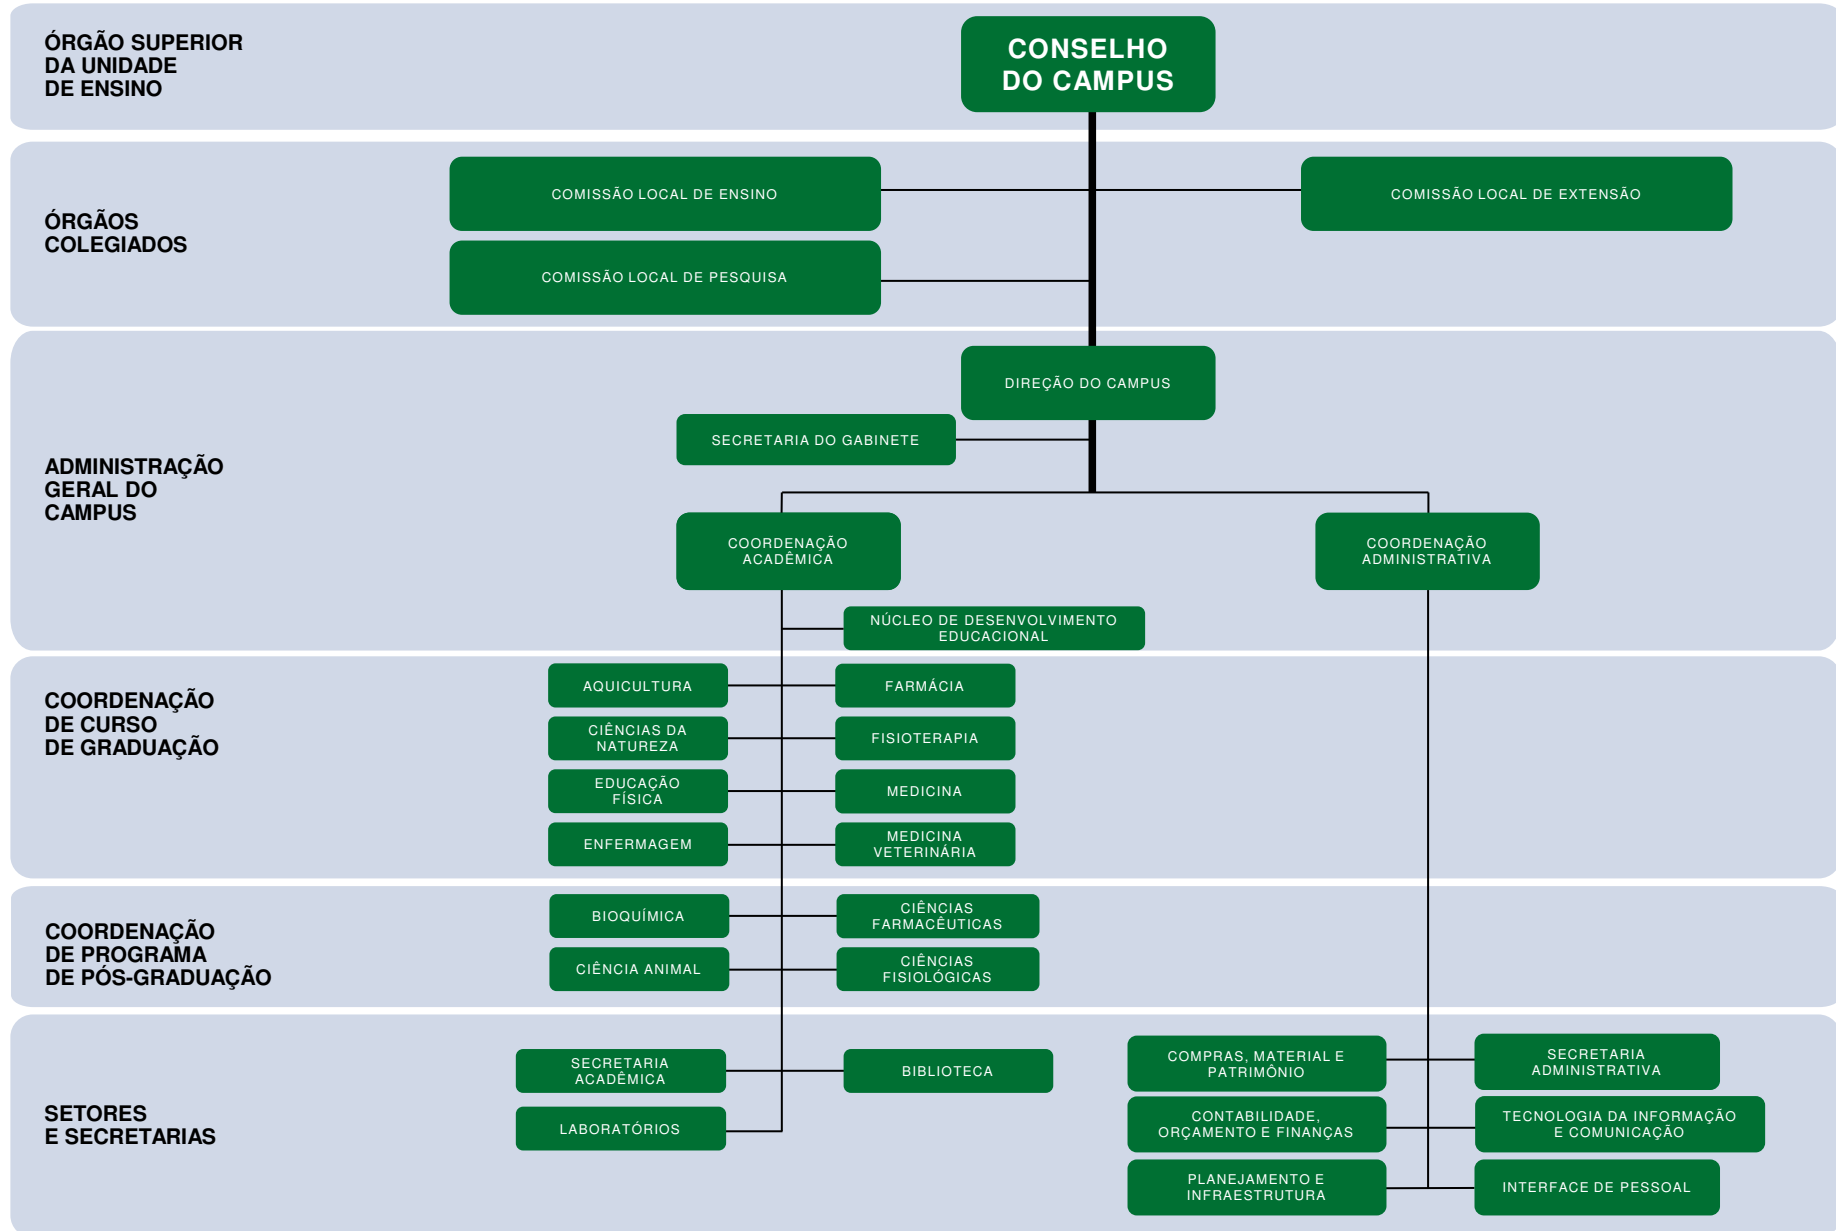 ÓRGÃO SUPERIOR
DA UNIDADE
DE ENSINO
CONSELHO
DO CAMPUS
ÓRGÃOS
COLEGIADOS
COMISSÃO LOCAL DE ENSINO
COMISSÃO LOCAL DE EXTENSÃO
COMISSÃO LOCAL DE PESQUISA
ADMINISTRAÇÃO
GERAL DO
CAMPUS
DIREÇÃO DO CAMPUS
SECRETARIA DO GABINETE
COORDENAÇÃO
ACADÊMICA
COORDENAÇÃO
ADMINISTRATIVA
NÚCLEO DE DESENVOLVIMENTO
EDUCACIONAL
COORDENAÇÃO
DE CURSO
DE GRADUAÇÃO
AQUICULTURA
FARMÁCIA
CIÊNCIAS DA
NATUREZA
FISIOTERAPIA
EDUCAÇÃO
FÍSICA
MEDICINA
ENFERMAGEM
MEDICINA
VETERINÁRIA
COORDENAÇÃO
DE PROGRAMA
DE PÓS-GRADUAÇÃO
BIOQUÍMICA
CIÊNCIAS
FARMACÊUTICAS
CIÊNCIA ANIMAL
CIÊNCIAS
FISIOLÓGICAS
SETORES
E SECRETARIAS
SECRETARIA
ACADÊMICA
BIBLIOTECA
LABORATÓRIOS
COMPRAS, MATERIAL E
PATRIMÔNIO
SECRETARIA
ADMINISTRATIVA
CONTABILIDADE,
ORÇAMENTO E FINANÇAS
TECNOLOGIA DA INFORMAÇÃO
E COMUNICAÇÃO
PLANEJAMENTO E
INFRAESTRUTURA
INTERFACE DE PESSOAL